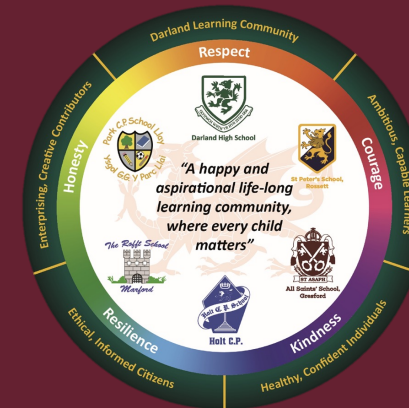 Darland Learning Community
Ambitious, Capable Learners
Healthy, Confident Individuals
Ethical, Informed Citizens
Enterprising, Creative Contributors
Respect
Courage
Kindness
Resilience
Honesty
Darland High School
Park C.P. School Llay
Ysgol G.G. Y Parc Llai
St Peter's School,
Rossett
"A happy and
aspirational life-long
learning community,
where every child
matters"
The Rofft School
Marford
ST ASAPH
All Saints' School,
Gresford
Holt C.P. School
Holt C.P.